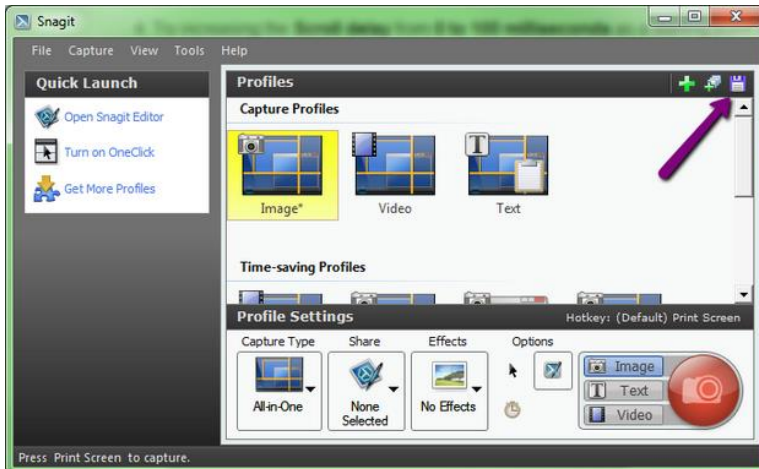 Snagit
File Capture View Tools Help
Quick Launch
Open Snagit Editor
Turn on OneClick
Get More Profiles
Profiles
Capture Profiles
Image*
Video
T
Text
Time-saving Profiles
Profile Settings
Hotkey: (Default) Print Screen
Capture Type Share Effects Options
All-in-One
None
Selected
No Effects
Image
T Text
Video
Press Print Screen to capture.